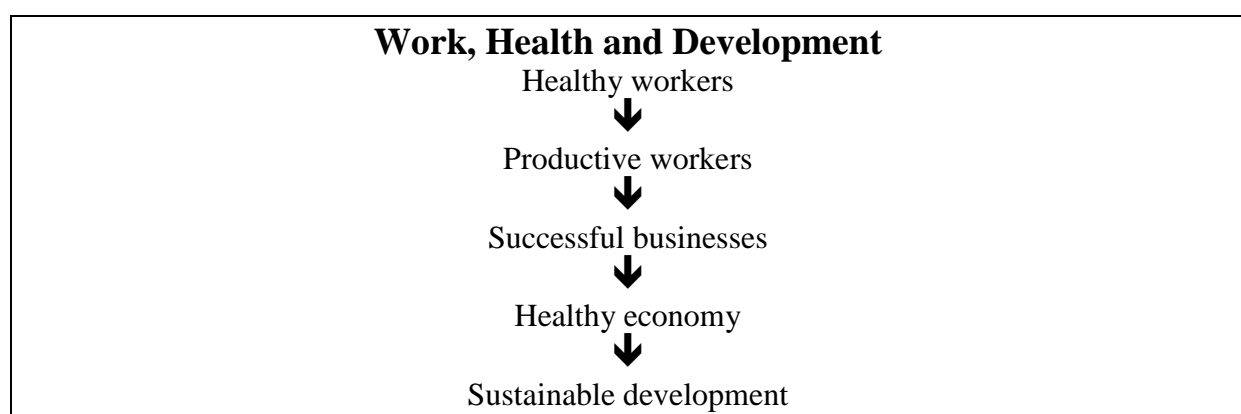 Work, Health and Development
Healthy workers
Productive workers
Successful businesses
Healthy economy
Sustainable development